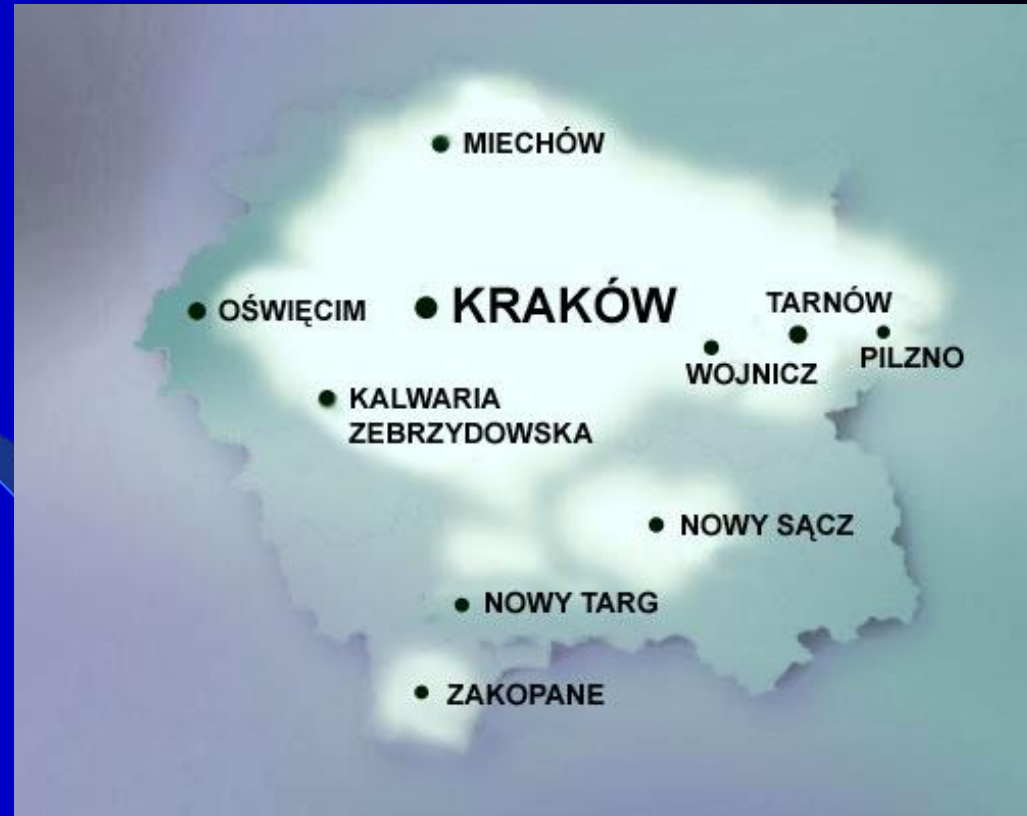 MIECHÓW
OŚWIĘCIM
KRAKÓW
TARNÓW
WOJNICZ
PILZNO
KALWARIA
ZEBRZYDOWSKA
NOWY SĄCZ
NOWY TARG
ZAKOPANE